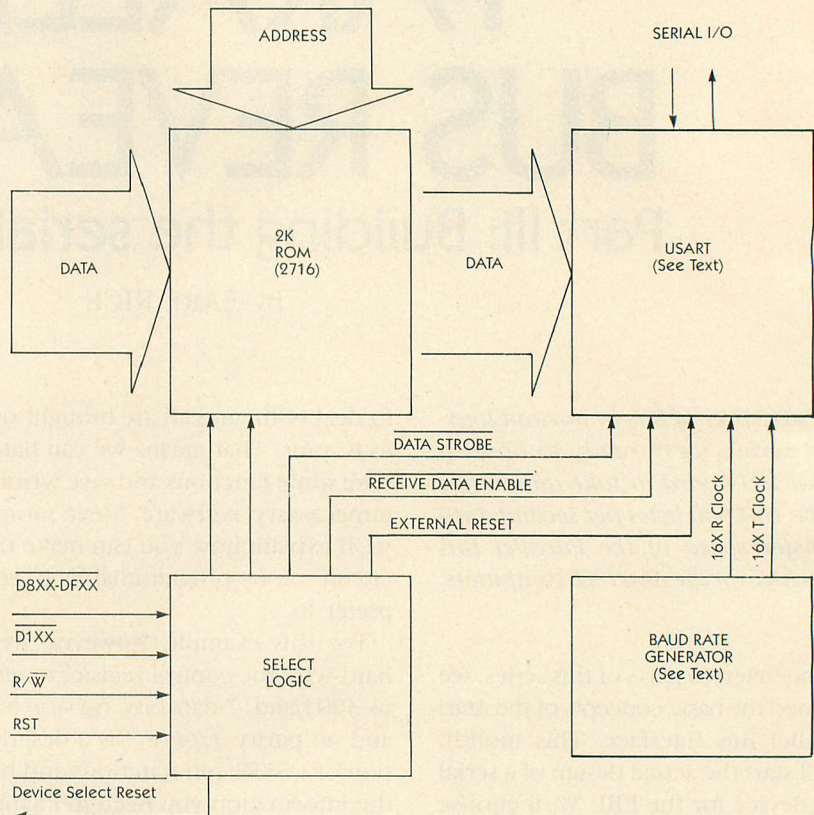 ADDRESS
SERIAL I/O
DATA
2K
ROM
(2716)
DATA
USART
(See Text)
DATA STROBE
RECEIVE DATA ENABLE
EXTERNAL RESET
16X R Clock
16X T Clock
D8XX-DFXX
D1XX
R/W̅
RST
SELECT
LOGIC
BAUD RATE
GENERATOR
(See Text)
Device Select Reset